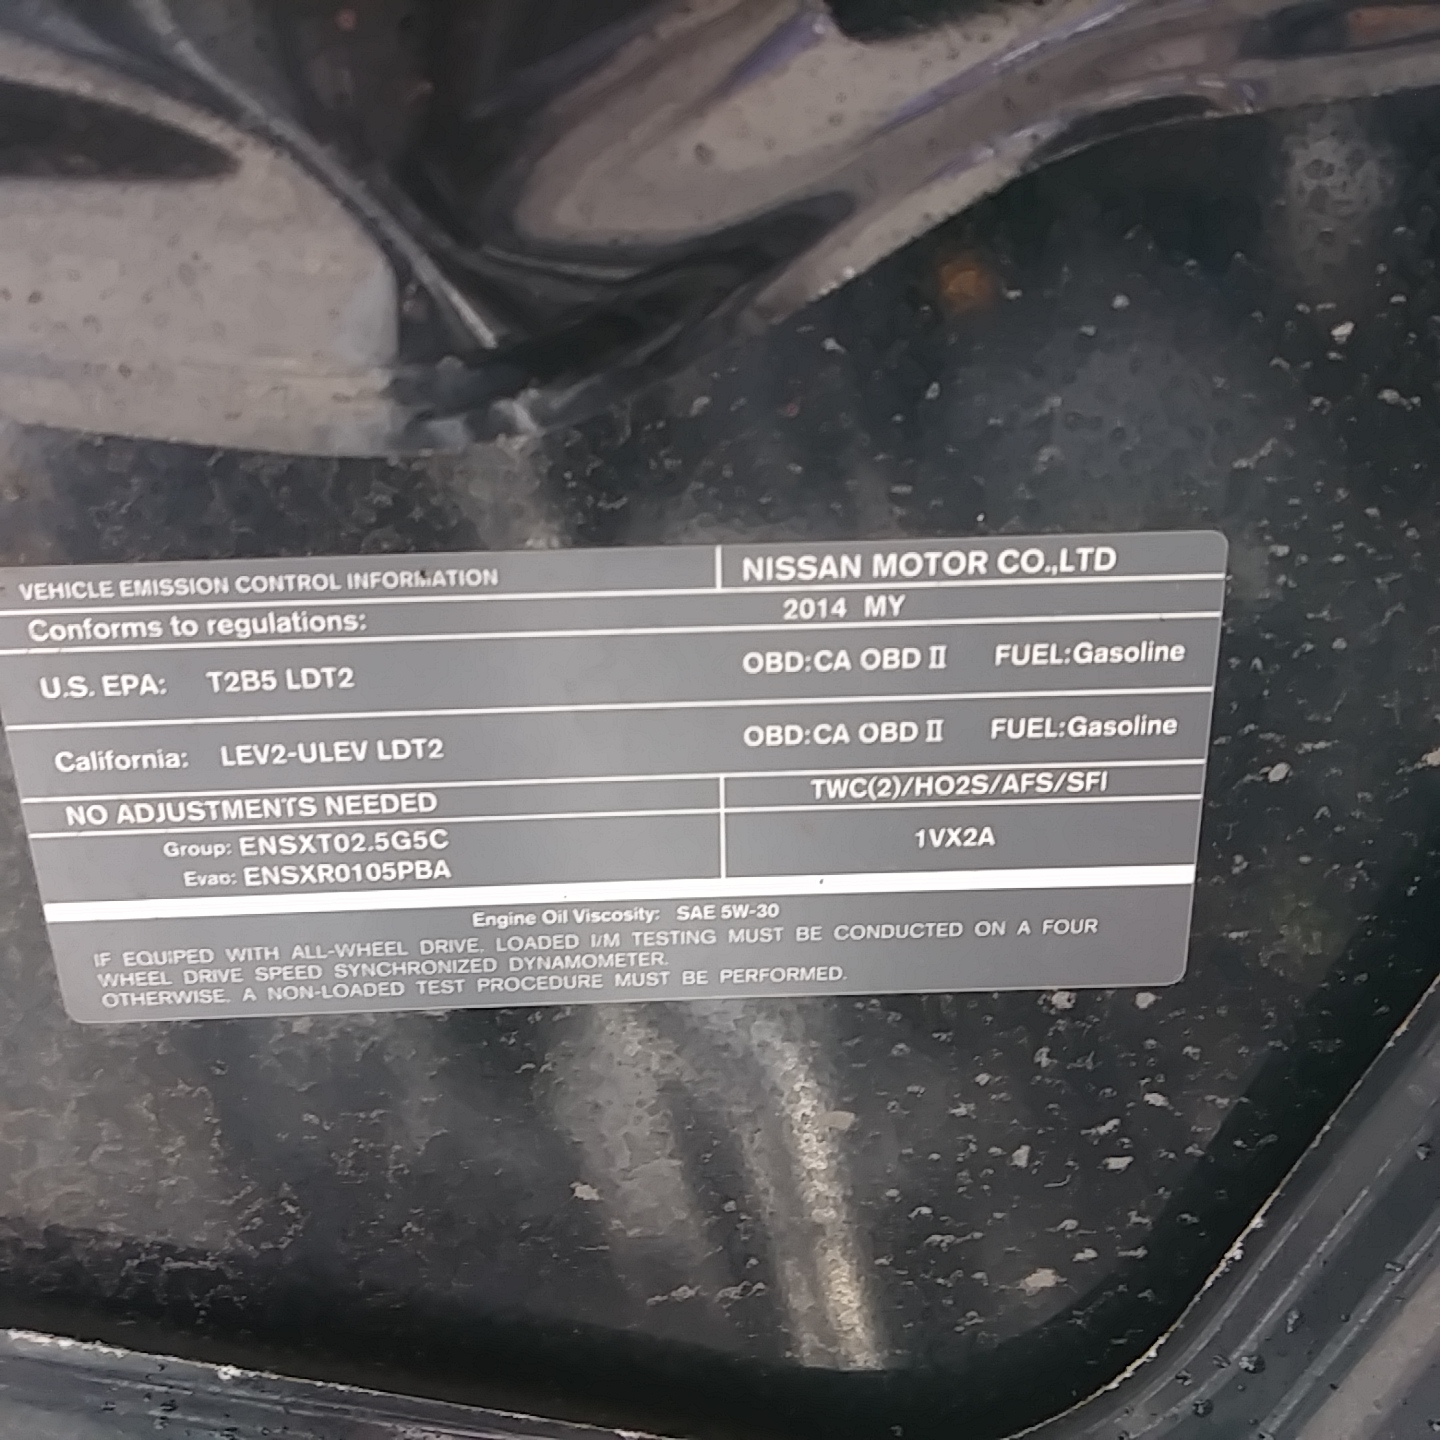 VEHICLE EMISSION CONTROL INFORMATION NISSAN MOTOR CO.,LTD
Conforms to regulations: 2014 MY
U.S. EPA: T2B5 LDT2 OBD:CA OBD II FUEL:Gasoline
California: LEV2-ULEV LDT2 OBD:CA OBD II FUEL:Gasoline
NO ADJUSTMENTS NEEDED TWC(2)/HO2S/AFS/SFI
Group: ENSXT02.5G5C 1VX2A
Evap: ENSXR0105PBA
Engine Oil Viscosity: SAE 5W-30
IF EQUIPED WITH ALL-WHEEL DRIVE, LOADED I/M TESTING MUST BE CONDUCTED ON A FOUR
WHEEL DRIVE SPEED SYNCHRONIZED DYNAMOMETER.
OTHERWISE, A NON-LOADED TEST PROCEDURE MUST BE PERFORMED.